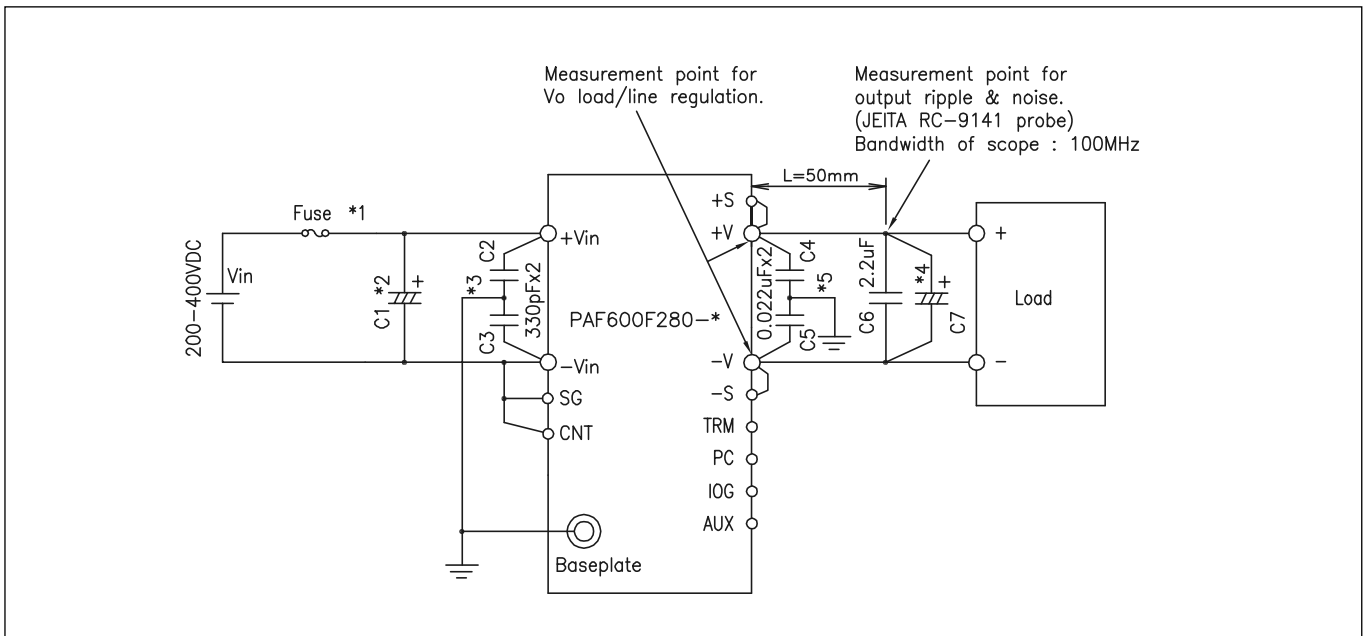 Measurement point for
Vo load/line regulation.
Measurement point for
output ripple & noise.
(JEITA RC-9141 probe)
Bandwidth of scope : 100MHz
L=50mm
Fuse *1
200-400VDC
Vin
C1 *2
+Vin
C2
*3
330pFx2
C3
-Vin
SG
CNT
PAF600F280-*
Baseplate
+S
+V
-V
-S
TRM
PC
IOG
AUX
C4
0.022uFx2
*5
C5
2.2uF
C6
*4
+
C7
+
+
-
Load